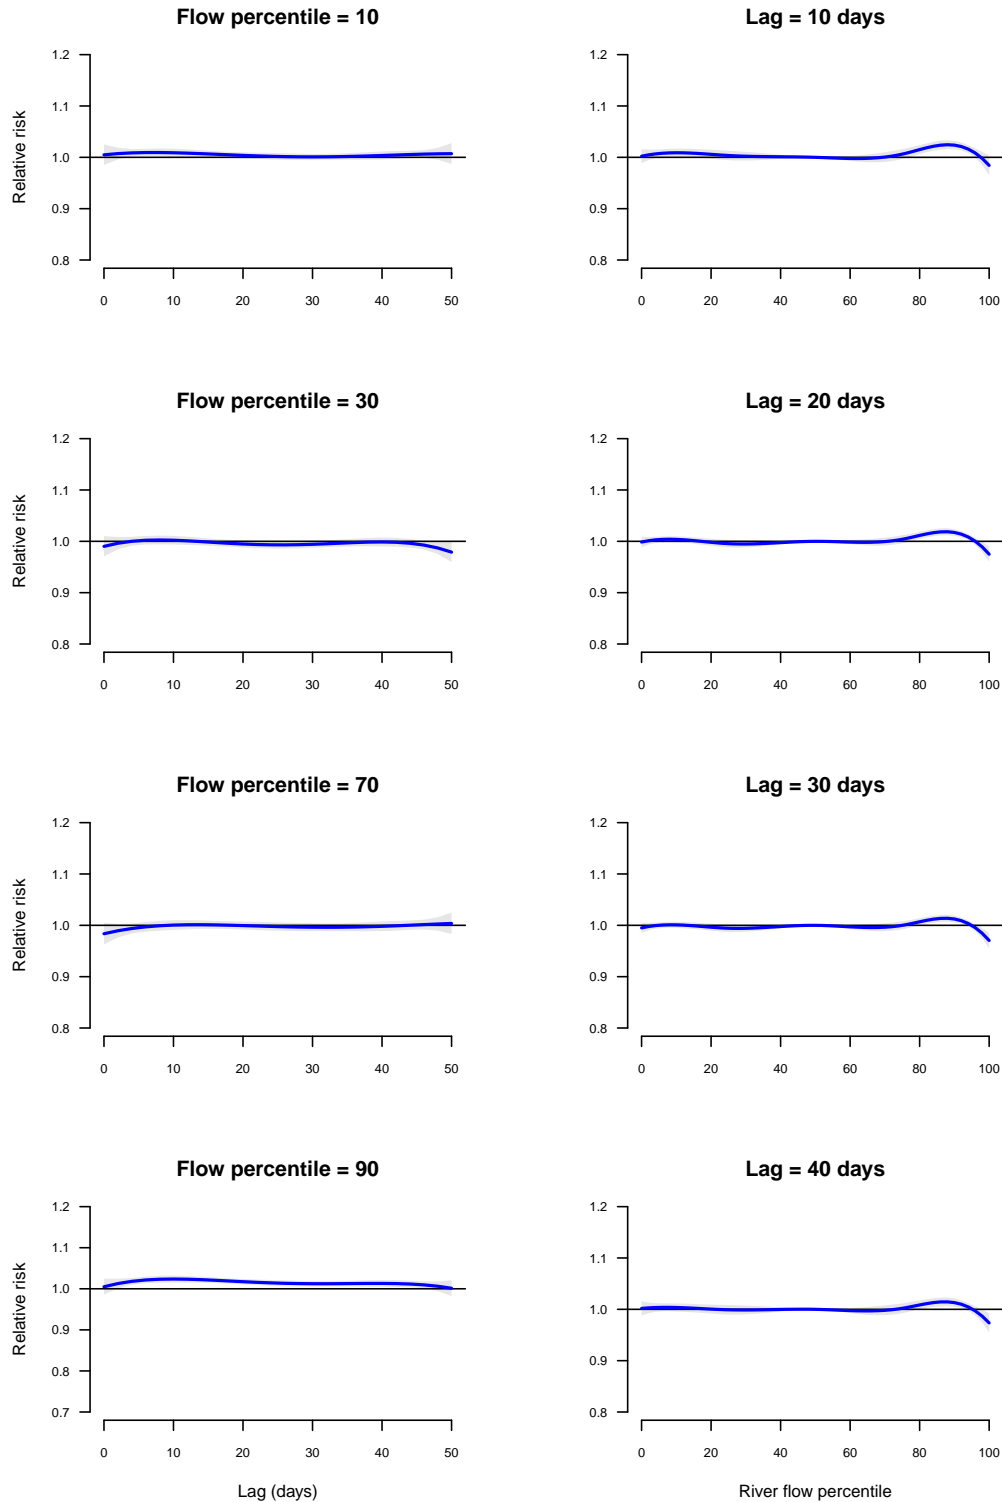 Flow percentile = 10
Relative risk
1.2
1.1
1.0
0.9
0.8
0 10 20 30 40 50
Lag = 10 days
1.2
1.1
1.0
0.9
0.8
0 20 40 60 80 100
Flow percentile = 30
Relative risk
1.2
1.1
1.0
0.9
0.8
0 10 20 30 40 50
Lag = 20 days
1.2
1.1
1.0
0.9
0.8
0 20 40 60 80 100
Flow percentile = 70
Relative risk
1.2
1.1
1.0
0.9
0.8
0 10 20 30 40 50
Lag = 30 days
1.2
1.1
1.0
0.9
0.8
0 20 40 60 80 100
Flow percentile = 90
Relative risk
1.2
1.1
1.0
0.9
0.8
0.7
0 10 20 30 40 50
Lag (days)
Lag = 40 days
1.2
1.1
1.0
0.9
0.8
0 20 40 60 80 100
River flow percentile